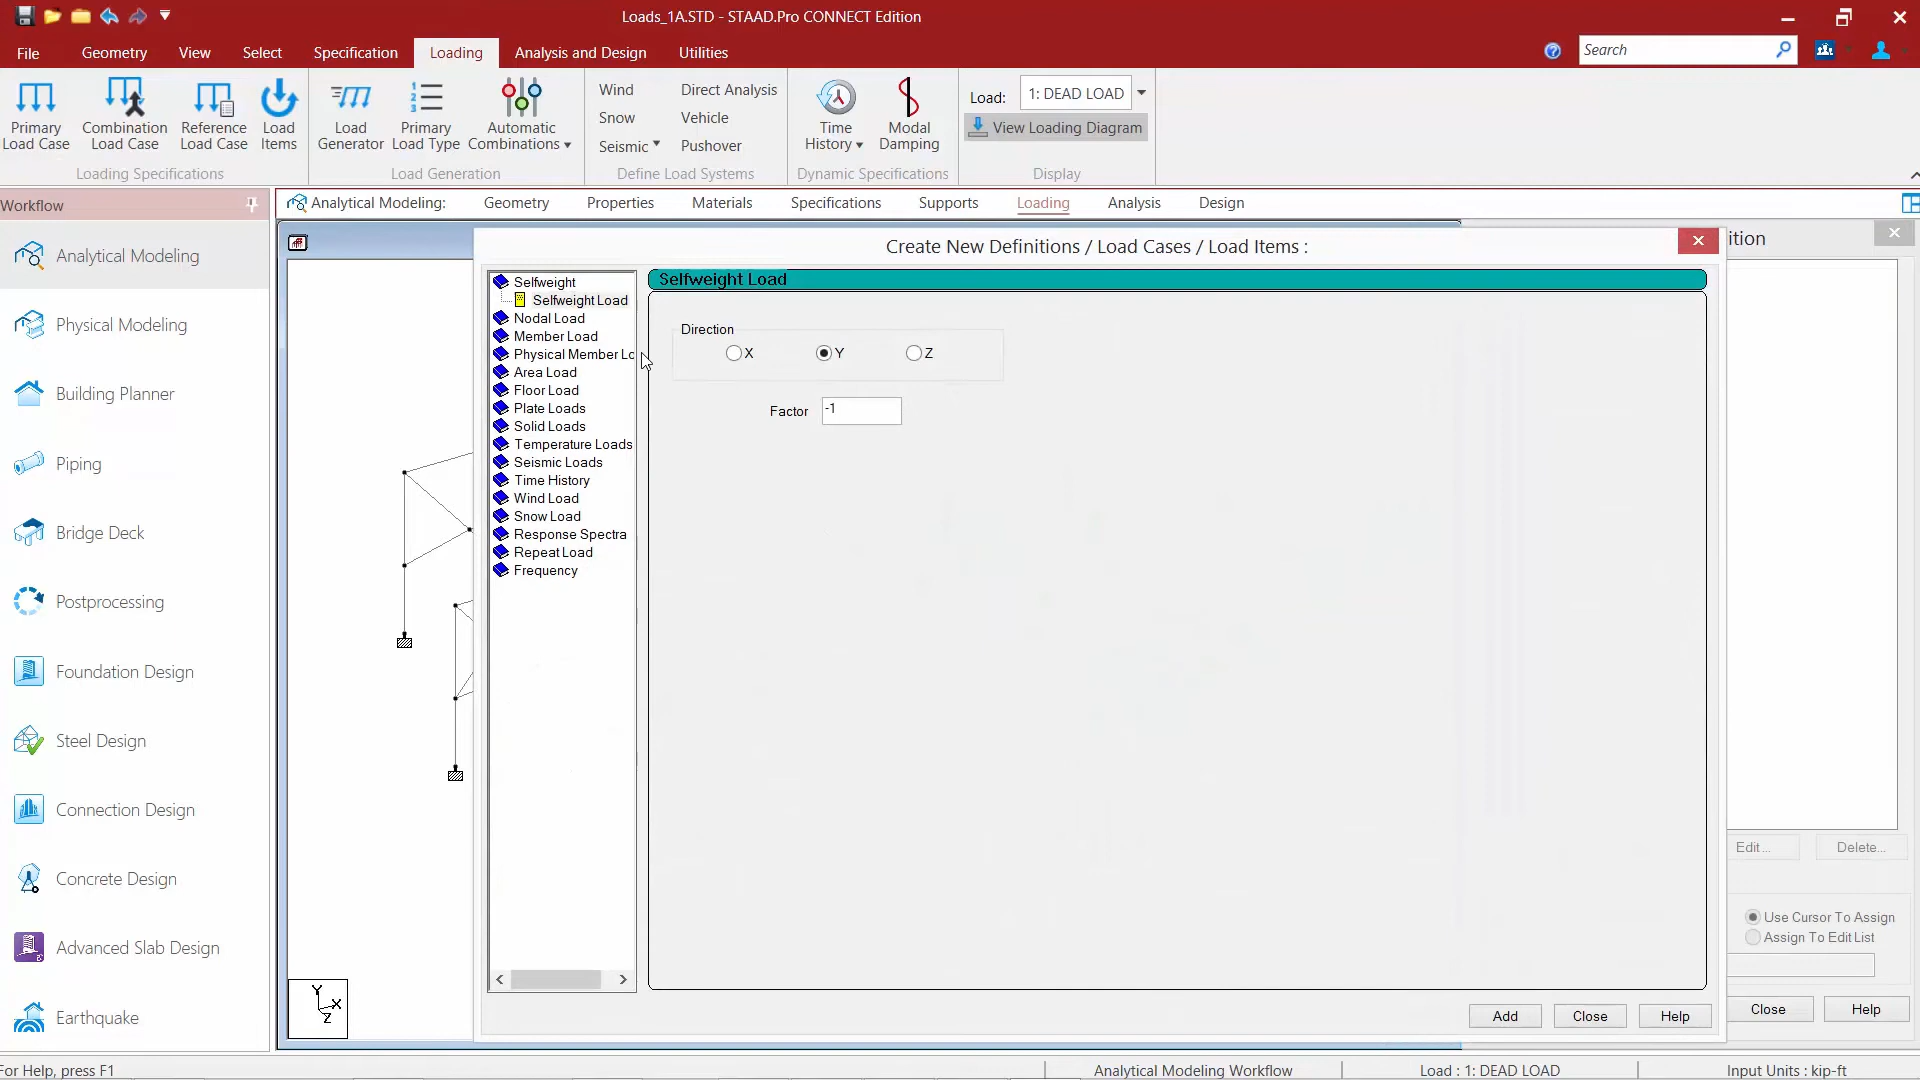 Loads_1A.STD - STAAD.Pro CONNECT Edition
File Geometry View Select Specification Loading Analysis and Design Utilities
Search
Primary Load Case
Combination Load Case
Reference Load Case
Load Items
Loading Specifications
Load Generator
Primary Load Type
Automatic Combinations
Load Generation
Wind
Snow
Seismic
Direct Analysis
Vehicle
Pushover
Define Load Systems
Time History
Modal Damping
Dynamic Specifications
Load: 1: DEAD LOAD
View Loading Diagram
Display
Workflow
Analytical Modeling
Physical Modeling
Building Planner
Piping
Bridge Deck
Postprocessing
Foundation Design
Steel Design
Connection Design
Concrete Design
Advanced Slab Design
Earthquake
Analytical Modeling: Geometry Properties Materials Specifications Supports Loading Analysis Design
Create New Definitions / Load Cases / Load Items :
Selfweight
Selfweight Load
Nodal Load
Member Load
Physical Member Lo
Area Load
Floor Load
Plate Loads
Solid Loads
Temperature Loads
Seismic Loads
Time History
Wind Load
Snow Load
Response Spectra
Repeat Load
Frequency
Selfweight Load
Direction
X Y Z
Factor -1
Add Close Help
ition
Edit... Delete...
Use Cursor To Assign
Assign To Edit List
Close Help
Y
X
Z
For Help, press F1
Analytical Modeling Workflow
Load : 1: DEAD LOAD
Input Units : kip-ft